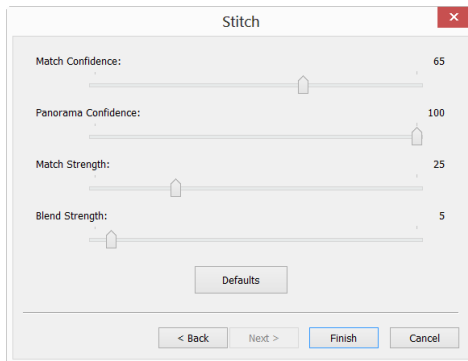 Stitch
Match Confidence: 65
Panorama Confidence: 100
Match Strength: 25
Blend Strength: 5
Defaults
< Back Next > Finish Cancel